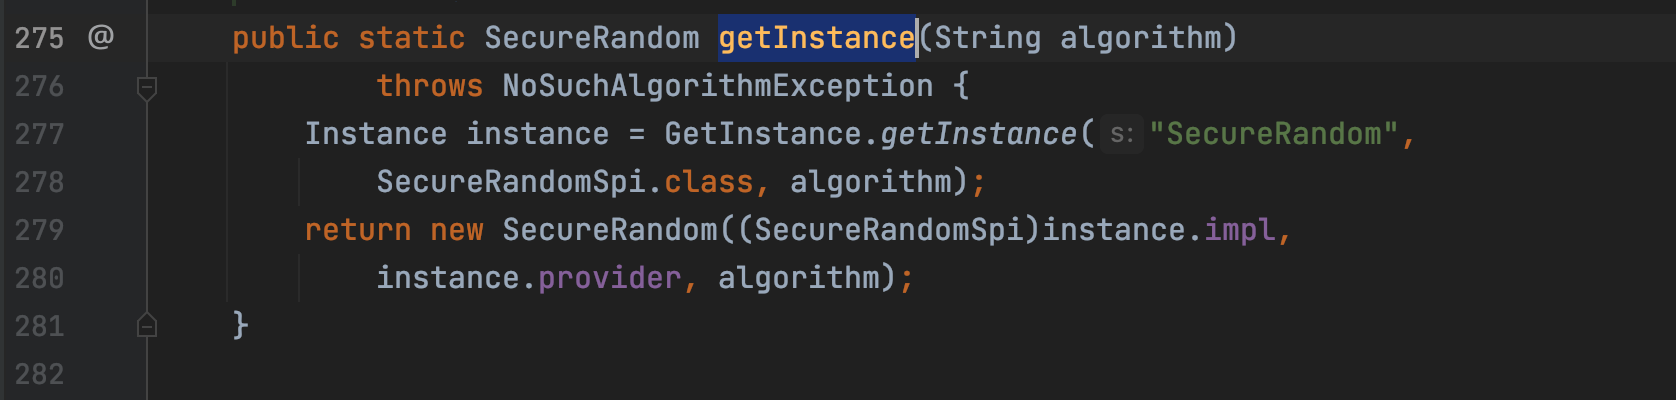 275 @ public static SecureRandom getInstance(String algorithm)
276 throws NoSuchAlgorithmException {
277 Instance instance = GetInstance.getInstance( s: "SecureRandom",
278 SecureRandomSpi.class, algorithm);
279 return new SecureRandom((SecureRandomSpi)instance.impl,
280 instance.provider, algorithm);
281 }
282